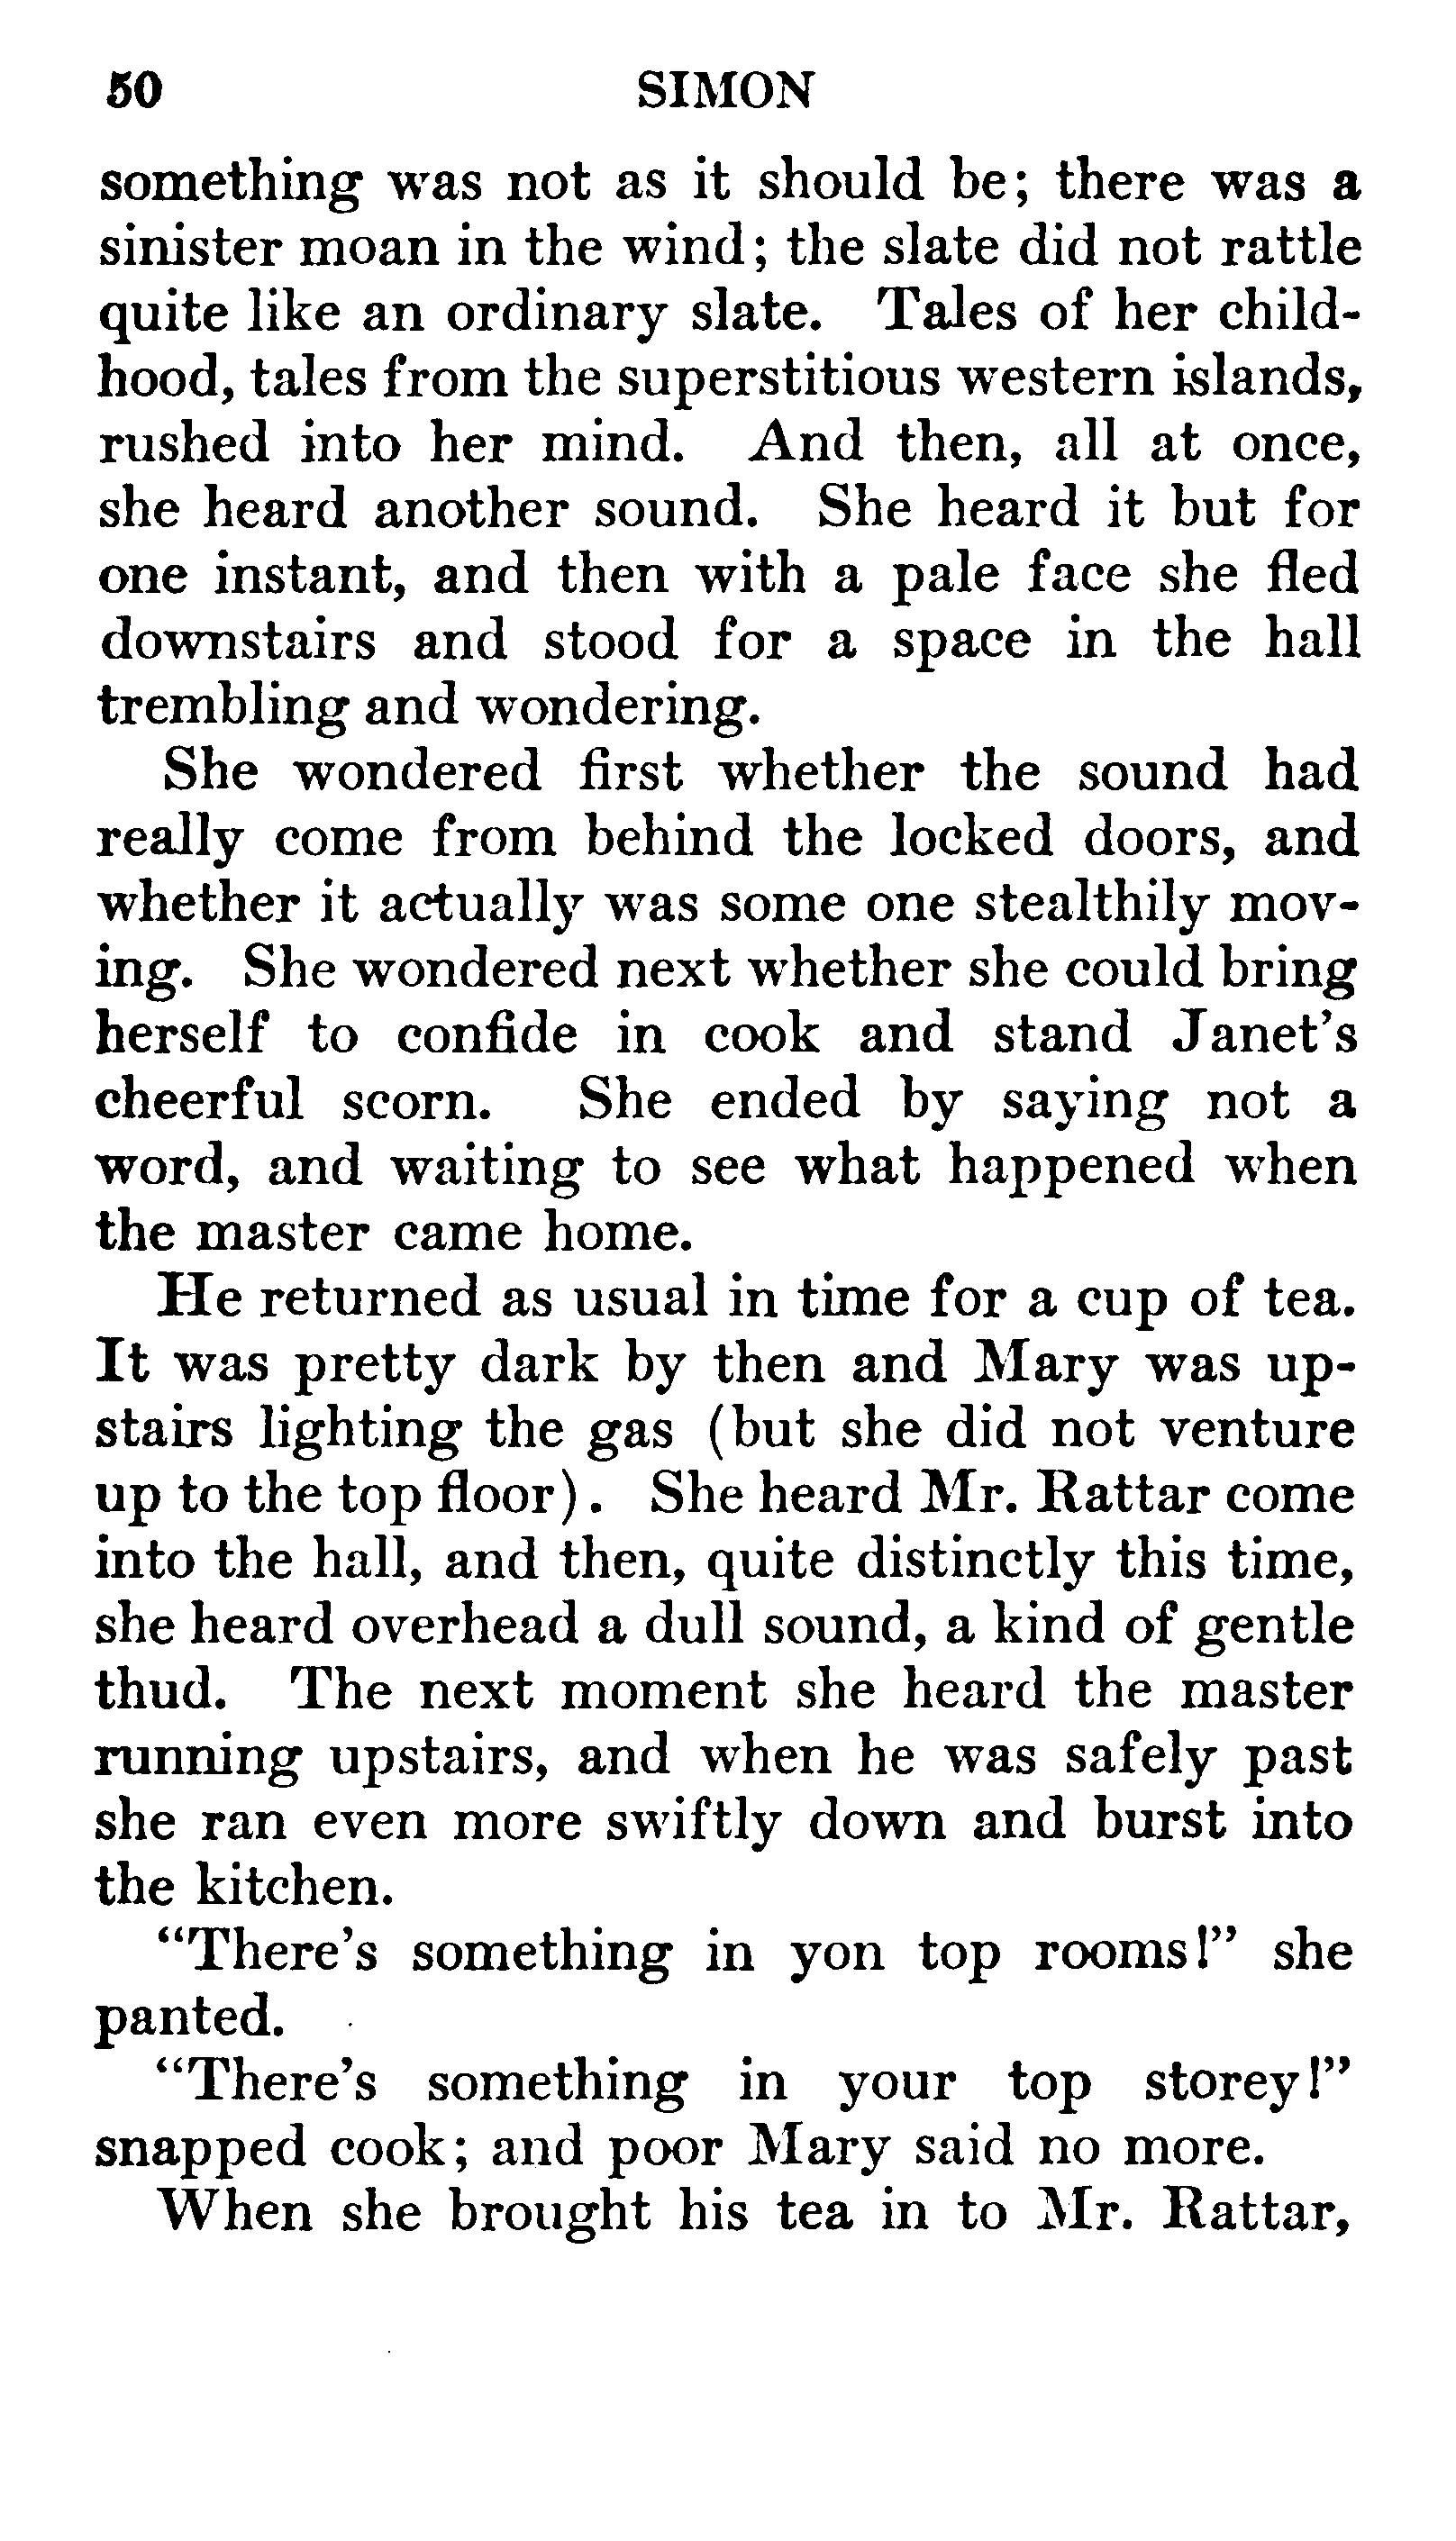 50 SIMON
something was not as it should be; there was a
sinister moan in the wind; the slate did not rattle
quite like an ordinary slate. Tales of her child-
hood, tales from the superstitious western islands,
rushed into her mind. And then, all at once,
she heard another sound. She heard it but for
one instant, and then with a pale face she fled
downstairs and stood for a space in the hall
trembling and wondering.
She wondered first whether the sound had
really come from behind the locked doors, and
whether it actually was some one stealthily mov-
ing. She wondered next whether she could bring
herself to confide in cook and stand Janet's
cheerful scorn. She ended by saying not a
word, and waiting to see what happened when
the master came home.
He returned as usual in time for a cup of tea.
It was pretty dark by then and Mary was up-
stairs lighting the gas (but she did not venture
up to the top floor). She heard Mr. Rattar come
into the hall, and then, quite distinctly this time,
she heard overhead a dull sound, a kind of gentle
thud. The next moment she heard the master
running upstairs, and when he was safely past
she ran even more swiftly down and burst into
the kitchen.
"There's something in yon top rooms!" she
panted.
"There's something in your top storey!"
snapped cook; and poor Mary said no more.
When she brought his tea in to Mr. Rattar,